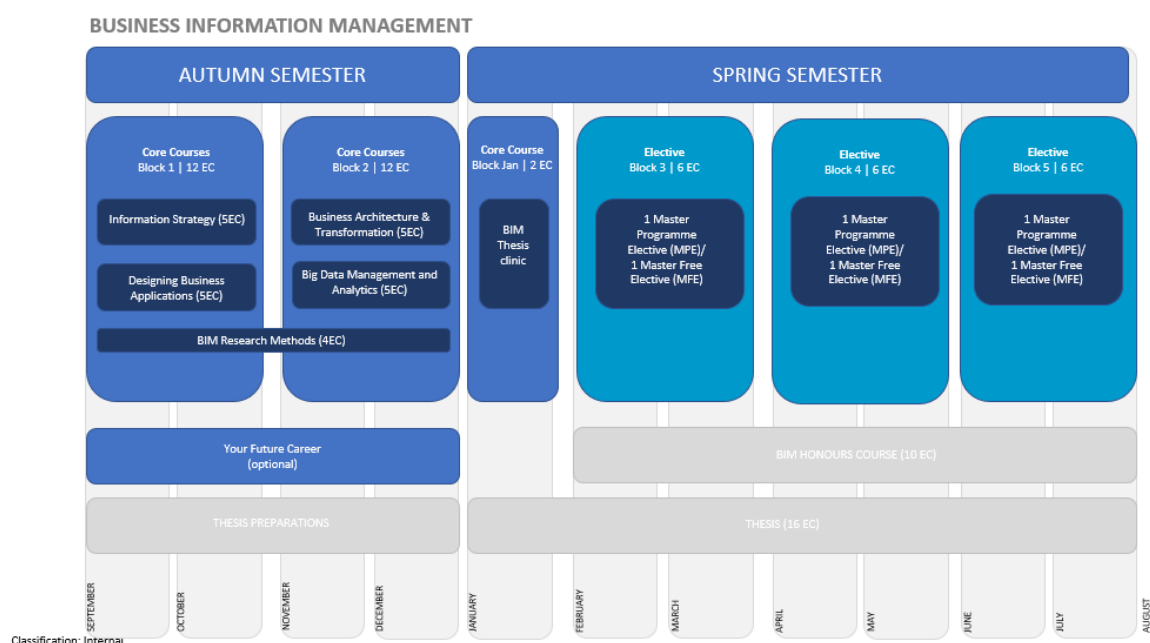 BUSINESS INFORMATION MANAGEMENT
AUTUMN SEMESTER
SPRING SEMESTER
Core Courses
Block 1 | 12 EC
Information Strategy (5EC)
Designing Business
Applications (5EC)
Core Courses
Block 2 | 12 EC
Business Architecture &
Transformation (5EC)
Big Data Management and
Analytics (5EC)
BIM Research Methods (4EC)
Core Course
Block Jan | 2 EC
BIM
Thesis
clinic
Elective
Block 3 | 6 EC
1 Master
Programme
Elective (MPE)/
1 Master Free
Elective (MFE)
Elective
Block 4 | 6 EC
1 Master
Programme
Elective (MPE)/
1 Master Free
Elective (MFE)
Elective
Block 5 | 6 EC
1 Master
Programme
Elective (MPE)/
1 Master Free
Elective (MFE)
Your Future Career
(optional)
BIM HONOURS COURSE (10 EC)
THESIS PREPARATIONS
THESIS (16 EC)
SEPTEMBER
OCTOBER
NOVEMBER
DECEMBER
JANUARY
FEBRUARY
MARCH
APRIL
MAY
JUNE
JULY
AUGUST
Classification: Internal